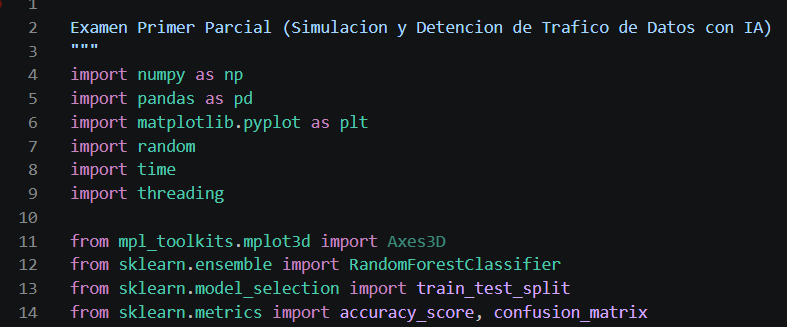 1
2 Examen Primer Parcial (Simulacion y Detencion de Trafico de Datos con IA)
3 """
4 import numpy as np
5 import pandas as pd
6 import matplotlib.pyplot as plt
7 import random
8 import time
9 import threading
10
11 from mpl_toolkits.mplot3d import Axes3D
12 from sklearn.ensemble import RandomForestClassifier
13 from sklearn.model_selection import train_test_split
14 from sklearn.metrics import accuracy_score, confusion_matrix